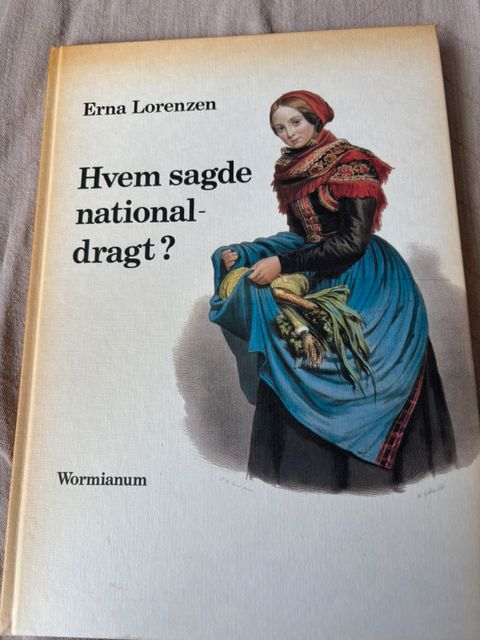 Erna Lorenzen
Hvem sagde
national-
dragt?
Wormianum